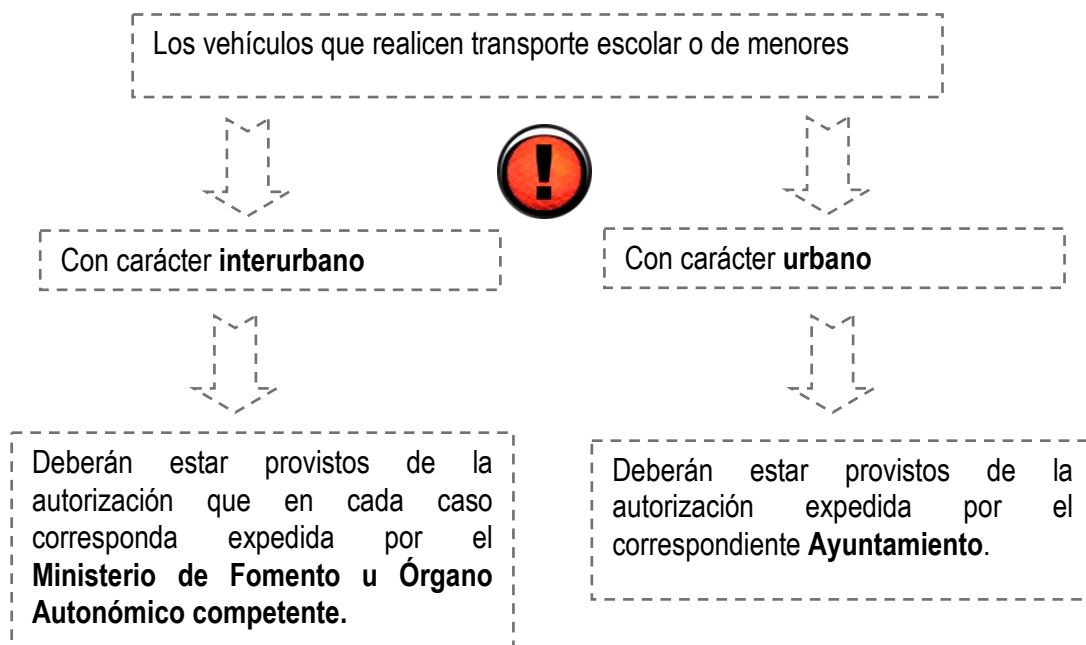 Los vehículos que realicen transporte escolar o de menores
Con carácter interurbano
Con carácter urbano
Deberán estar provistos de la
autorización que en cada caso
corresponda expedida por el
Ministerio de Fomento u Órgano
Autonómico competente.
Deberán estar provistos de la
autorización expedida por el
correspondiente Ayuntamiento.